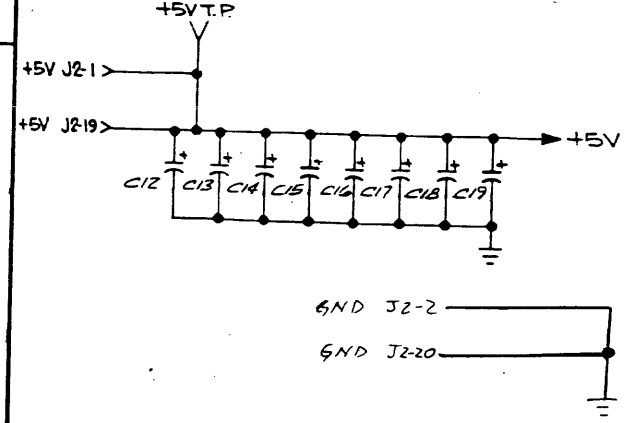 +5V T.P.
+5V J2-1
+5V J2-19
+5V
+ + + + + + + +
C12 C13 C14 C15 C16 C17 C18 C19
GND J2-2
GND J2-20